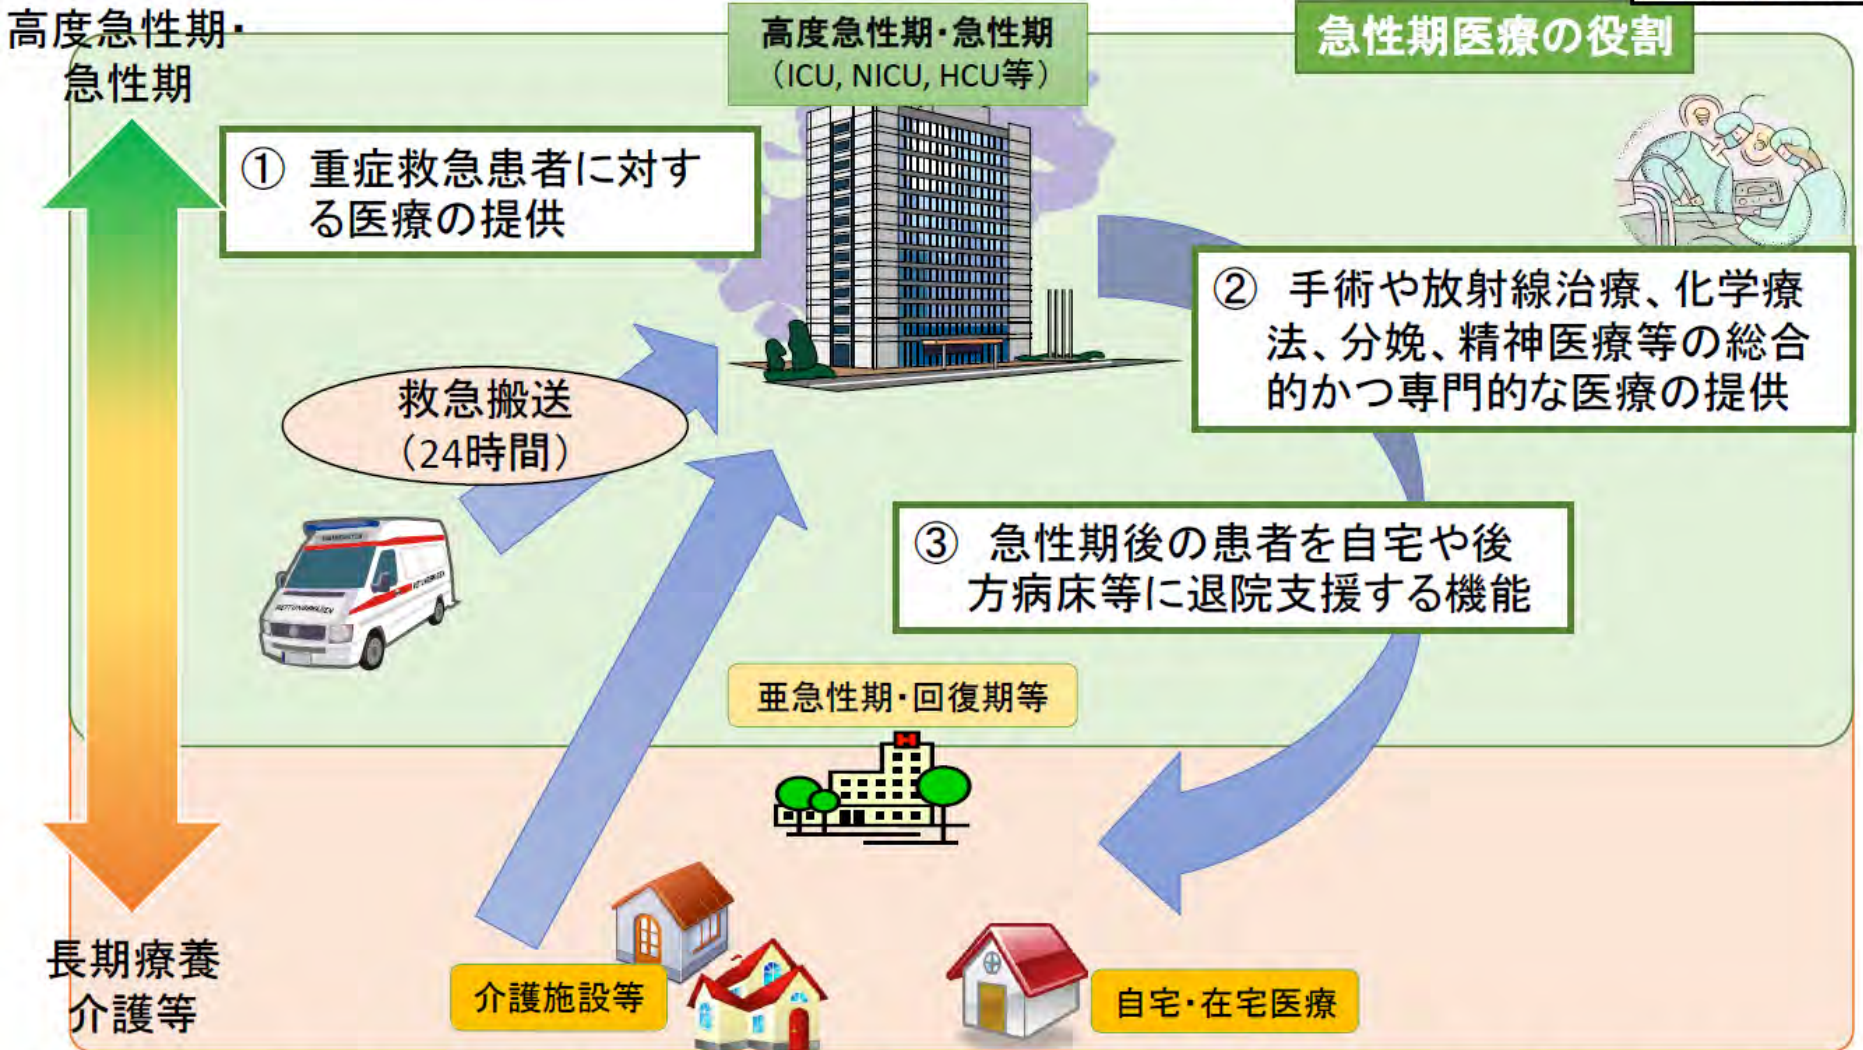 高度急性期・
急性期
高度急性期・急性期
（ICU, NICU, HCU等）
急性期医療の役割
① 重症救急患者に対す
る医療の提供
② 手術や放射線治療、化学療
法、分娩、精神医療等の総合
的かつ専門的な医療の提供
救急搬送
（24時間）
③ 急性期後の患者を自宅や後
方病床等に退院支援する機能
亜急性期・回復期等
H
長期療養
介護等
介護施設等
自宅・在宅医療